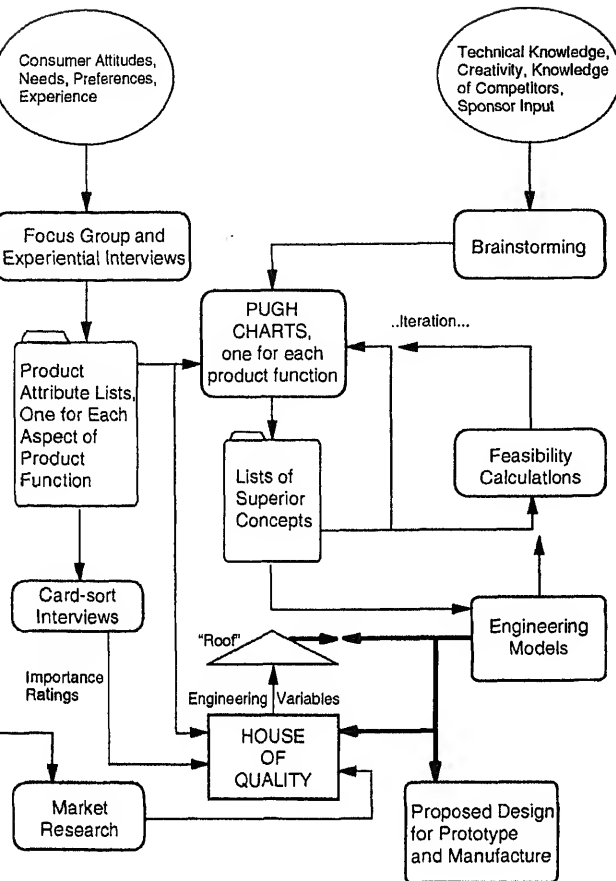 Consumer Attitudes,
Needs, Preferences,
Experience
Technical Knowledge,
Creativity, Knowledge
of Competitors,
Sponsor Input
Focus Group and
Experiential Interviews
Brainstorming
PUGH
CHARTS,
one for each
product function
..Iteration...
Product
Attribute Lists,
One for Each
Aspect of
Product
Function
Lists of
Superior
Concepts
Feasibility
Calculations
Card-sort
Interviews
"Roof"
Engineering
Models
Importance
Ratings
Engineering Variables
HOUSE
OF
QUALITY
Market
Research
Proposed Design
for Prototype
and Manufacture